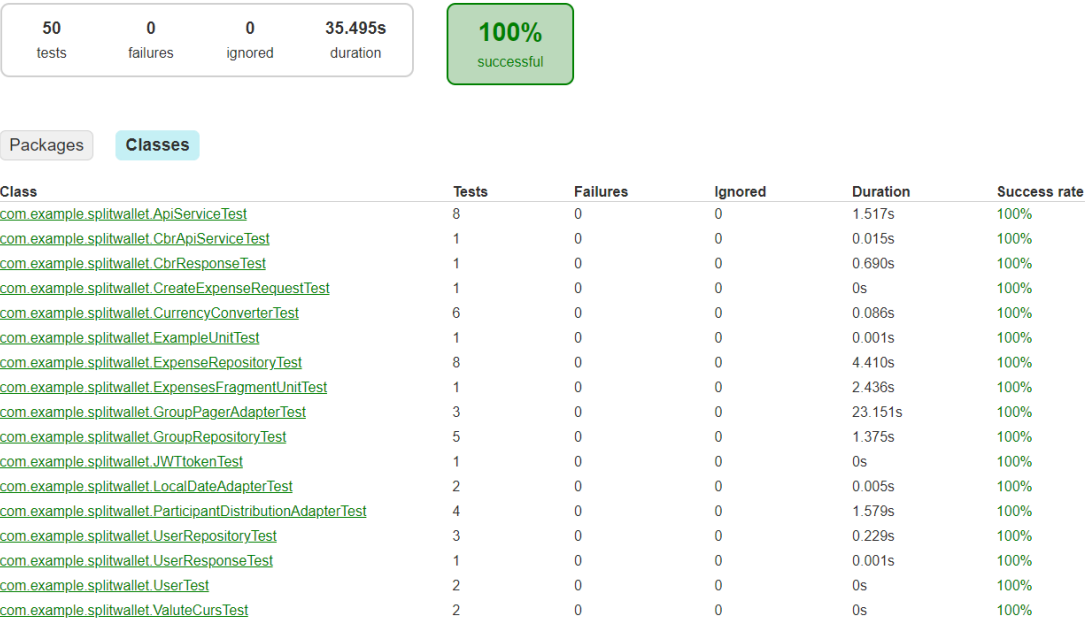 50 0 0 35.495s 100%
tests failures ignored duration successful
Packages Classes
Class Tests Failures Ignored Duration Success rate
com.example.splitwallet.ApiServiceTest 8 0 0 1.517s 100%
com.example.splitwallet.CbrApiServiceTest 1 0 0 0.015s 100%
com.example.splitwallet.CbrResponseTest 1 0 0 0.690s 100%
com.example.splitwallet.CreateExpenseRequestTest 1 0 0 0s 100%
com.example.splitwallet.CurrencyConverterTest 6 0 0 0.086s 100%
com.example.splitwallet.ExampleUnitTest 1 0 0 0.001s 100%
com.example.splitwallet.ExpenseRepositoryTest 8 0 0 4.410s 100%
com.example.splitwallet.ExpensesFragmentUnitTest 1 0 0 2.436s 100%
com.example.splitwallet.GroupPagerAdapterTest 3 0 0 23.151s 100%
com.example.splitwallet.GroupRepositoryTest 5 0 0 1.375s 100%
com.example.splitwallet.JWTtokenTest 1 0 0 0s 100%
com.example.splitwallet.LocalDateAdapterTest 2 0 0 0.005s 100%
com.example.splitwallet.ParticipantDistributionAdapterTest 4 0 0 1.579s 100%
com.example.splitwallet.UserRepositoryTest 3 0 0 0.229s 100%
com.example.splitwallet.UserResponseTest 1 0 0 0.001s 100%
com.example.splitwallet.UserTest 2 0 0 0s 100%
com.example.splitwallet.ValuteCursTest 2 0 0 0s 100%